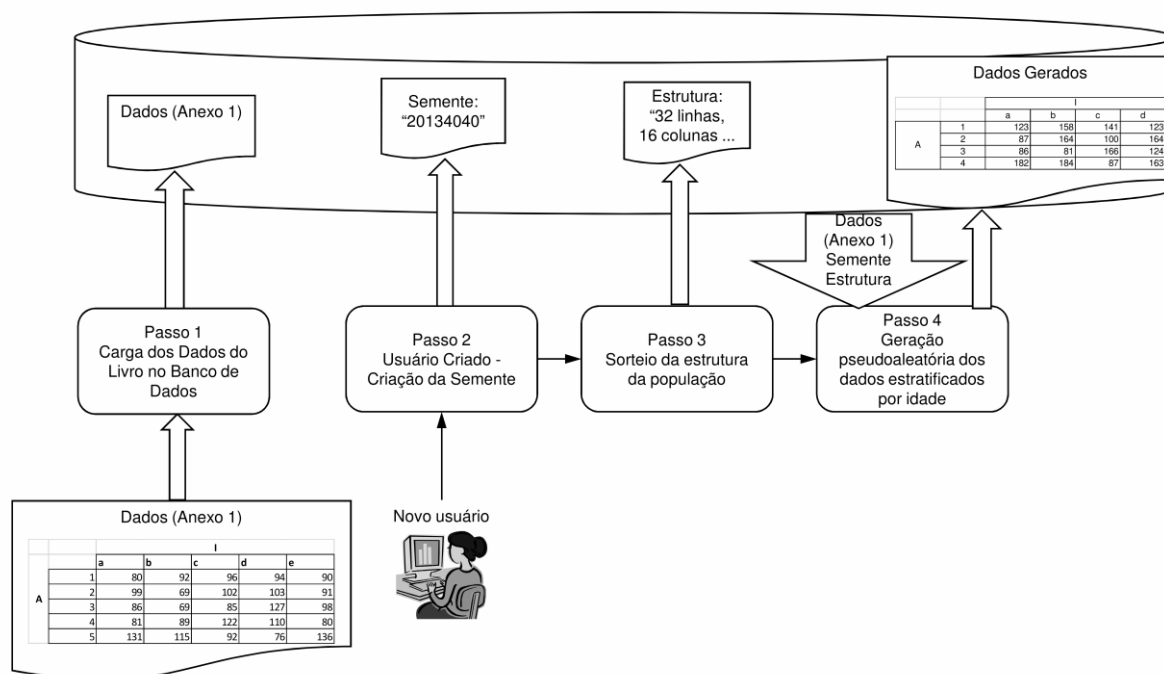 Dados (Anexo 1)
Semente:
“20134040”
Estrutura:
“32 linhas,
16 colunas ...
Dados Gerados
I
a b c d
A
1 123 158 141 123
2 87 164 100 164
3 86 81 166 124
4 182 184 87 163
Dados
(Anexo 1)
Semente
Estrutura
Passo 1
Carga dos Dados do
Livro no Banco de
Dados
Passo 2
Usuário Criado -
Criação da Semente
Passo 3
Sorteio da estrutura
da população
Passo 4
Geração
pseudoaleatória dos
dados estratificados
por idade
Dados (Anexo 1)
I
a b c d e
A
1 80 92 96 94 90
2 99 69 102 103 91
3 86 69 85 127 98
4 81 89 122 110 80
5 131 115 92 76 136
Novo usuário